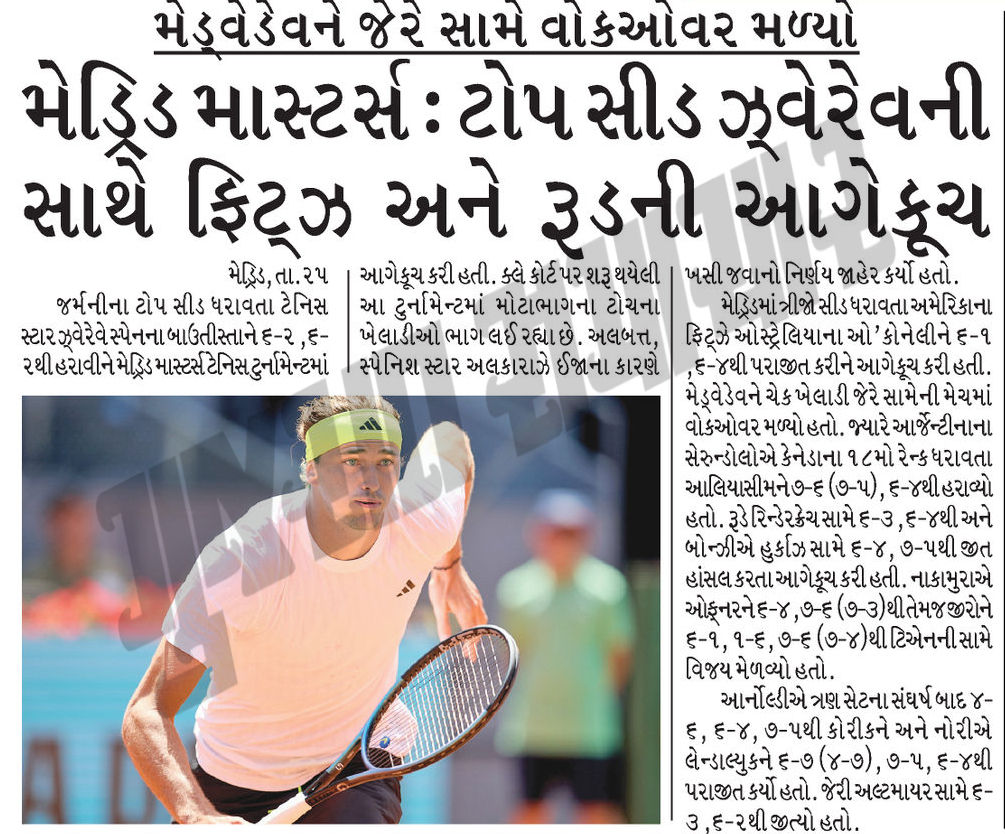 મેડ્વેડેવને જેરે સામે વોકઓવર મળ્યો
મેડ્રિડ માસ્ટર્સ : ટોપ સીડ ઝ્વેરેવની
સાથે ફ્રિટ્ઝ અને રૂડની આગેકૂચ
મેડ્રિડ,તા.૨૫
જર્મનીના ટોપ સીડ ધરાવતા ટેનિસ
સ્ટાર ઝ્વેરેવે સ્પેનના બાઉતીસ્તાને ૬-૨ ,૬-
૨થી હરાવીને મેડ્રિડ માસ્ટર્સ ટેનિસ ટુર્નામેન્ટમાં
આગેકૂચ કરી હતી. ક્લે કોર્ટ પર શરૂ થયેલી
આ ટુર્નામેન્ટમાં મોટાભાગના ટોચના
ખેલાડીઓ ભાગ લઈ રહ્યા છે. અલબત્ત,
સ્પેનિશ સ્ટાર અલકારાઝે ઈજાના કારણે
ખસી જવાનો નિર્ણય જાહેર કર્યો હતો.
મેડ્રિડમાં ત્રીજો સીડ ધરાવતા અમેરિકાના
ફ્રિટ્ઝે ઓસ્ટ્રેલિયાના ઓ'કોનેલીને ૬-૧
,૬-૪થી પરાજીત કરીને આગેકૂચ કરી હતી.
મેડ્વેડેવને ચેક ખેલાડી જેરે સામેની મેચમાં
વોકઓવર મળ્યો હતો. જ્યારે આર્જેન્ટીનાના
સેરુન્ડોલોએ કેનેડાના ૧૮મો રેન્ક ધરાવતા
આલિયાસીમને ૭-૬ (૭-૫) , ૬-૪થી હરાવ્યો
હતો. રૂડે રિન્ડેરક્રેચ સામે ૬-૩ , ૬-૪થી અને
બોન્ઝીએ હુર્કાઝ સામે ૬-૪, ૭-૫થી જીત
હાંસલ કરતા આગેકૂચ કરી હતી. નાકામુરાએ
ઓફનરને ૬-૪ ,૭-૬ (૭-૩)થી તેમજ જીરોને
૬-૧, ૧-૬, ૭-૬ (૭-૪)થી ટિએનની સામે
વિજય મેળવ્યો હતો.
આર્નોલ્ડીએ ત્રણ સેટના સંઘર્ષ બાદ ૪-
૬, ૬-૪, ૭-૫થી કોરીકને અને નોરીએ
લેન્ડાલ્યુકને ૬-૭ (૪-૭) , ૭-૫, ૬-૪થી
પરાજીત કર્યો હતો. જેરી અલ્ટમાયર સામે ૬-
૩ ,૬-૨થી જીત્યો હતો.
ગુજરાત સમાચાર